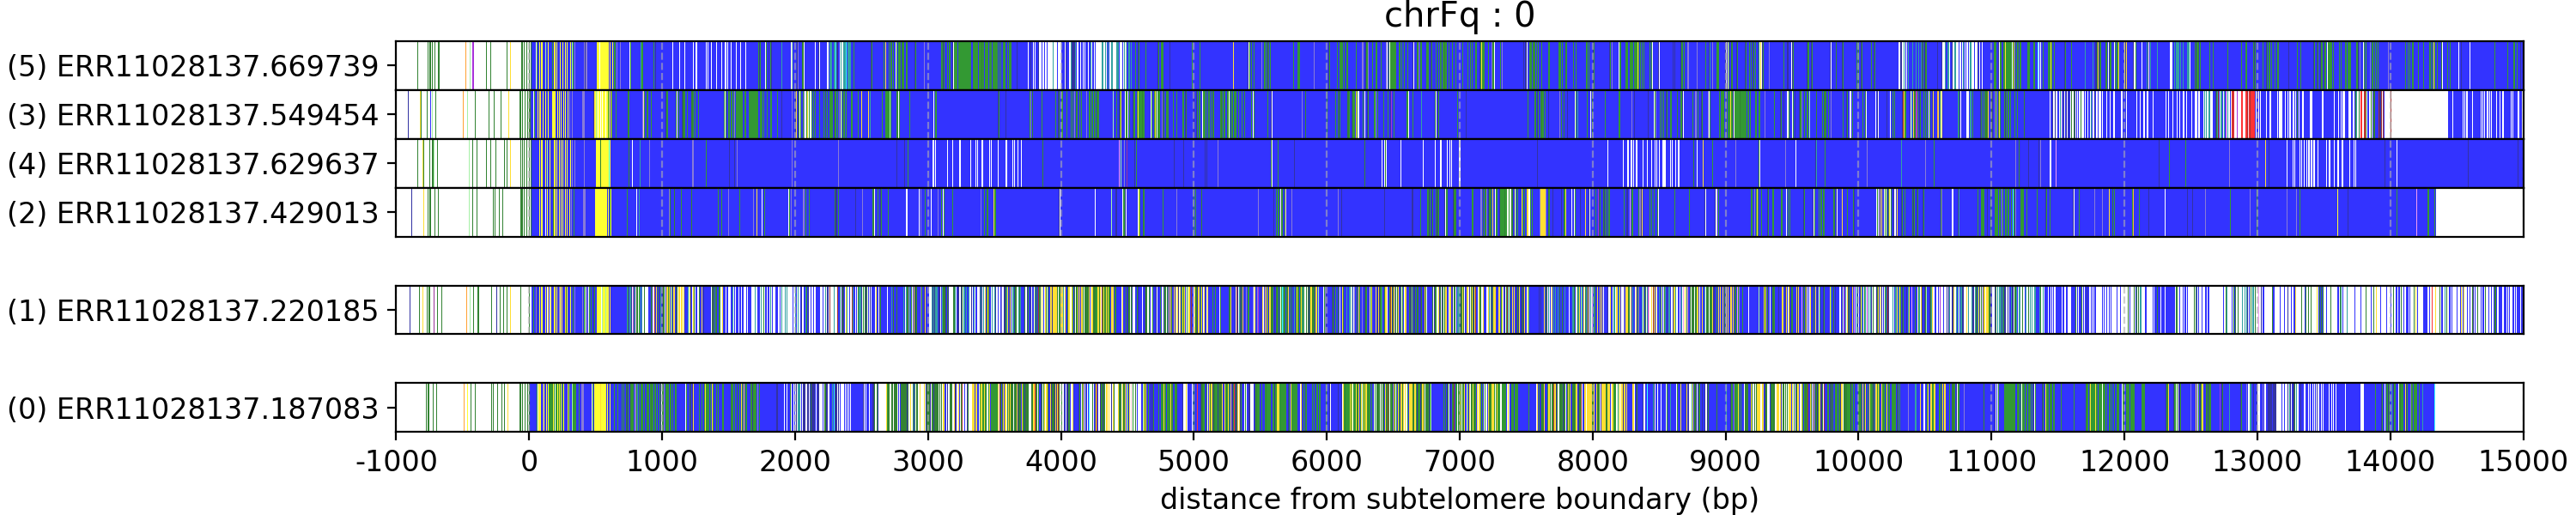 chrFq : 0
(5) ERR11028137.669739
(3) ERR11028137.549454
(4) ERR11028137.629637
(2) ERR11028137.429013
(1) ERR11028137.220185
(0) ERR11028137.187083
-1000 0 1000 2000 3000 4000 5000 6000 7000 8000 9000 10000 11000 12000 13000 14000 15000
distance from subtelomere boundary (bp)